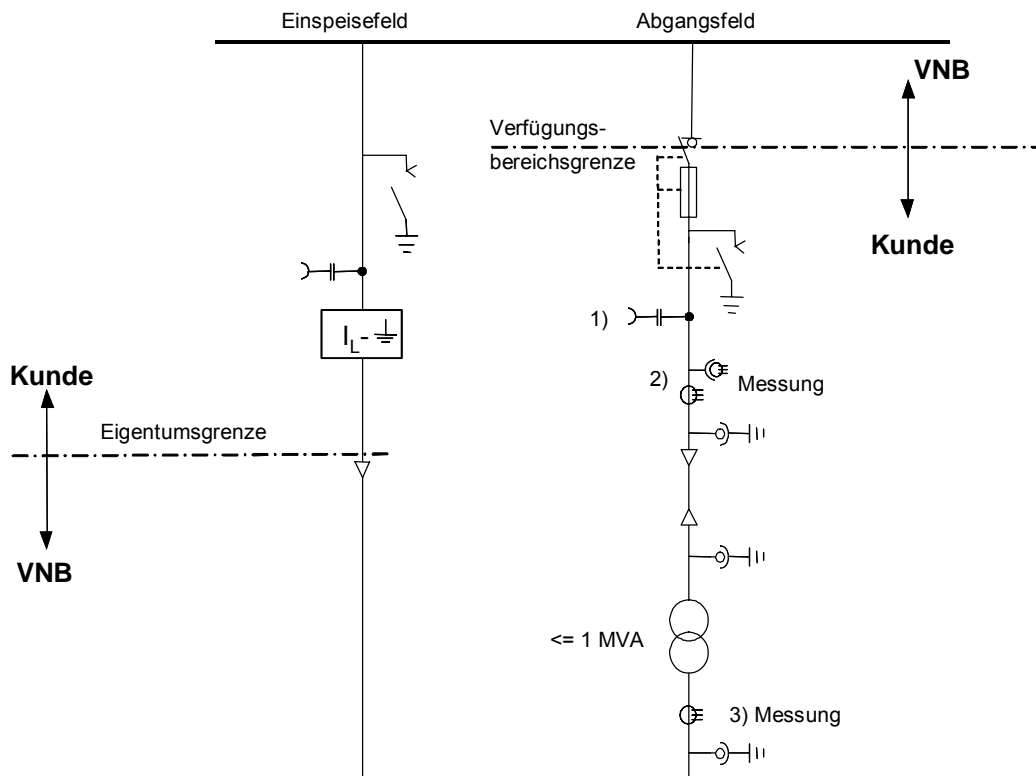 Einspeisefeld
Abgangsfeld
VNB
Verfügungs-
bereichsgrenze
Kunde
1)
I_L-
Kunde
2)
Messung
Eigentumsgrenze
VNB
<= 1 MVA
3) Messung